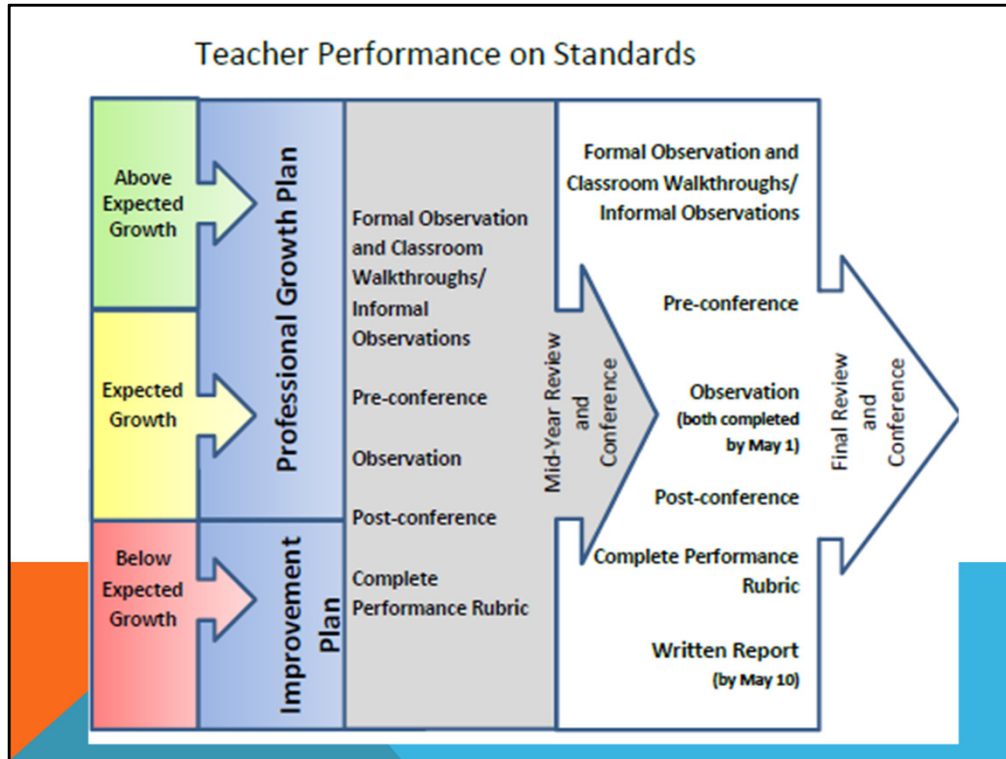 Teacher Performance on Standards
Above
Expected
Growth
Expected
Growth
Below
Expected
Growth
Professional Growth Plan
Improvement
Plan
Formal Observation
and Classroom
Walkthroughs/
Informal
Observations
Pre-conference
Observation
Post-conference
Complete
Performance Rubric
Mid-Year Review
and
Conference
Formal Observation and
Classroom Walkthroughs/
Informal Observations
Pre-conference
Observation
(both completed
by May 1)
Post-conference
Complete Performance
Rubric
Written Report
(by May 10)
Final Review
and
Conference